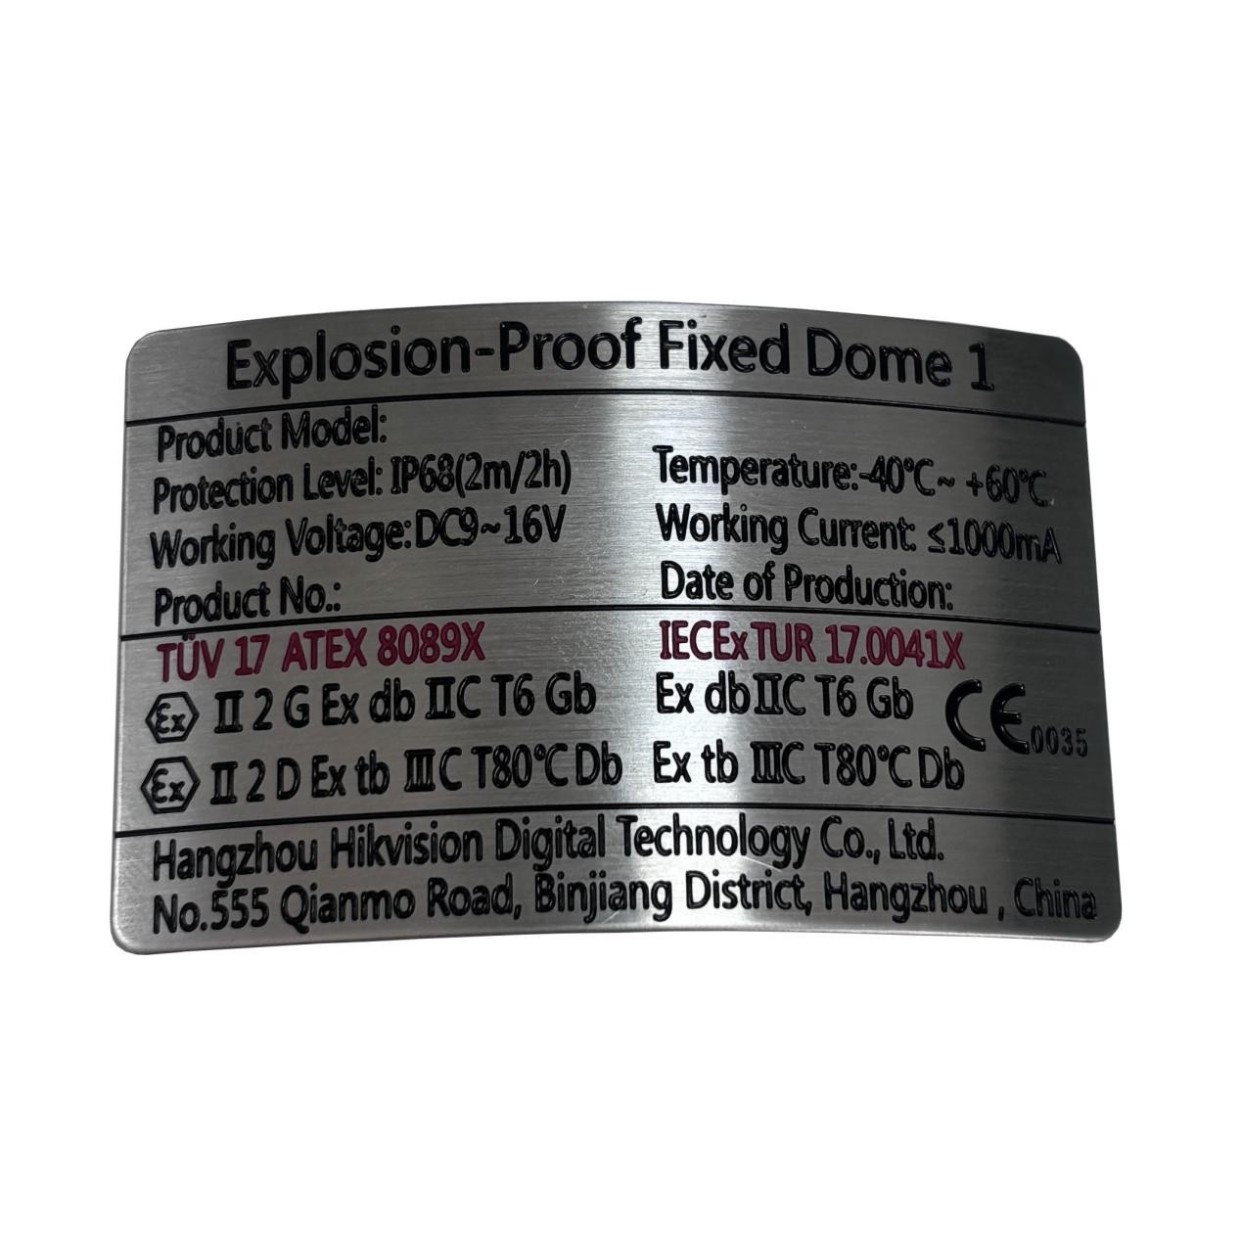 Explosion-Proof Fixed Dome 1
Product Model:
Protection Level: IP68(2m/2h) Temperature:-40℃~ +60℃
Working Voltage:DC9~16V Working Current: ≤1000mA
Product No.: Date of Production:
TÜV 17 ATEX 8089X IECEx TUR 17.0041X
Ex II 2 G Ex db IIC T6 Gb Ex db IIC T6 Gb CE 0035
Ex II 2 D Ex tb IIIC T80℃ Db Ex tb IIIC T80℃ Db
Hangzhou Hikvision Digital Technology Co., Ltd.
No.555 Qianmo Road, Binjiang District, Hangzhou , China